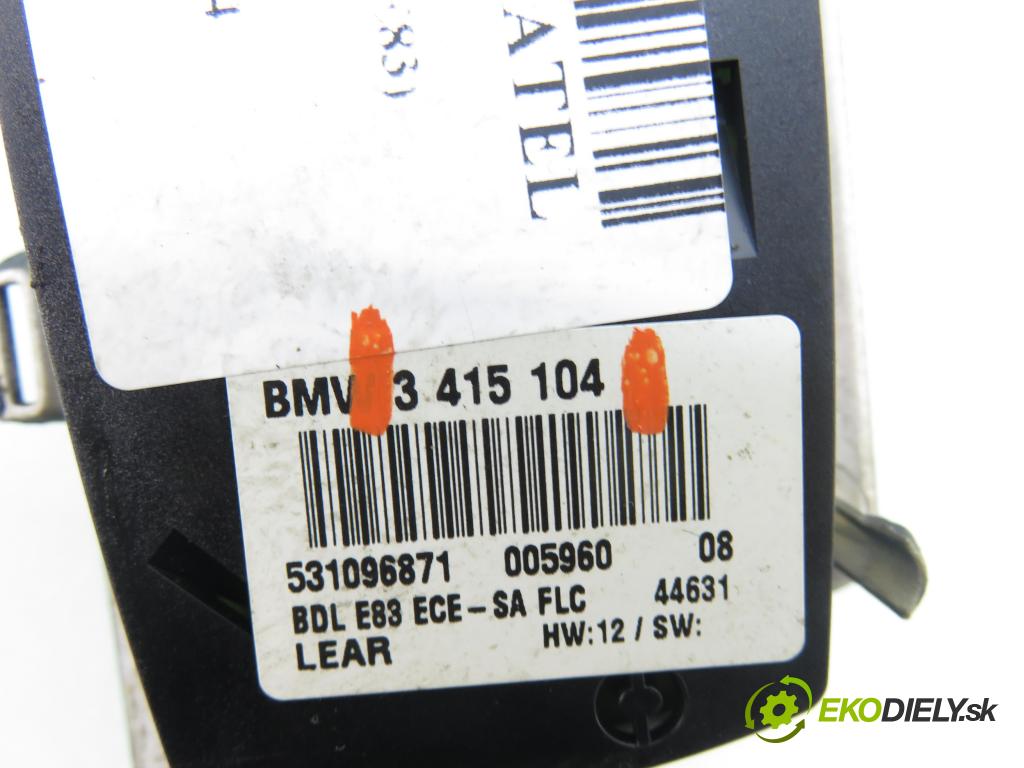 -83)
ATEL
BMW 3 415 104
531096871 005960 08
BDL E83 ECE-SA FLC 44631
HW:12 / SW:
LEAR
EKODIELY.sk